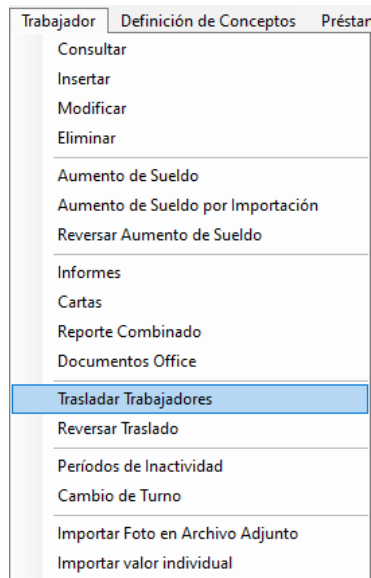 Trabajador Definición de Conceptos
Consultar
Insertar
Modificar
Eliminar
Aumento de Sueldo
Aumento de Sueldo por Importación
Reversar Aumento de Sueldo
Informes
Cartas
Reporte Combinado
Documentos Office
Trasladar Trabajadores
Reversar Traslado
Períodos de Inactividad
Cambio de Turno
Importar Foto en Archivo Adjunto
Importar valor individual